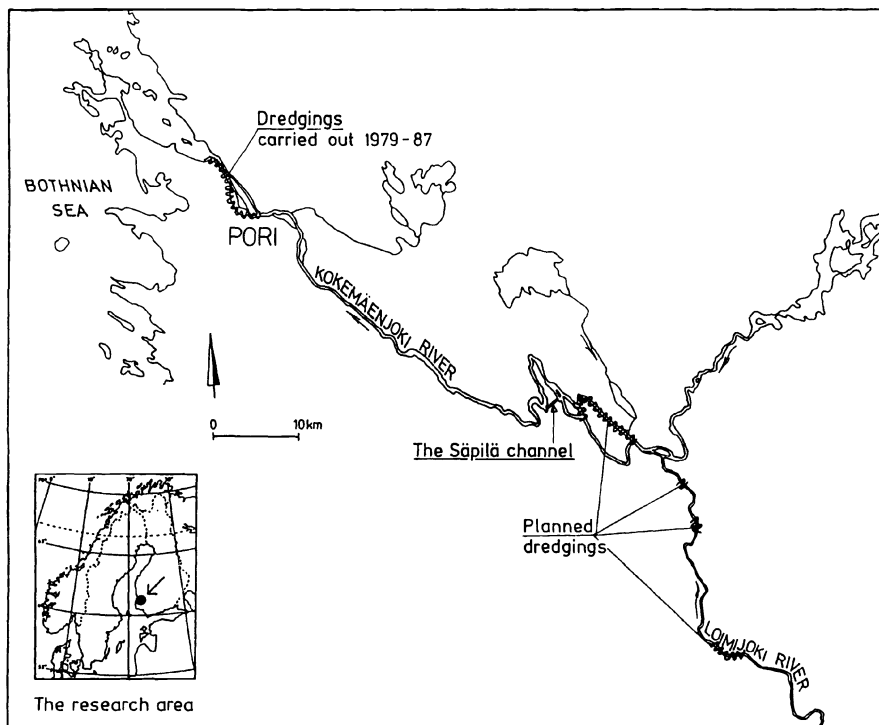 Dredgings
carried out 1979-87
BOTHNIAN
SEA
PORI
KOKEMÄENJOKI RIVER
0 10km
The Säpilä channel
Planned
dredgings
LOIMIJOKI RIVER
The research area